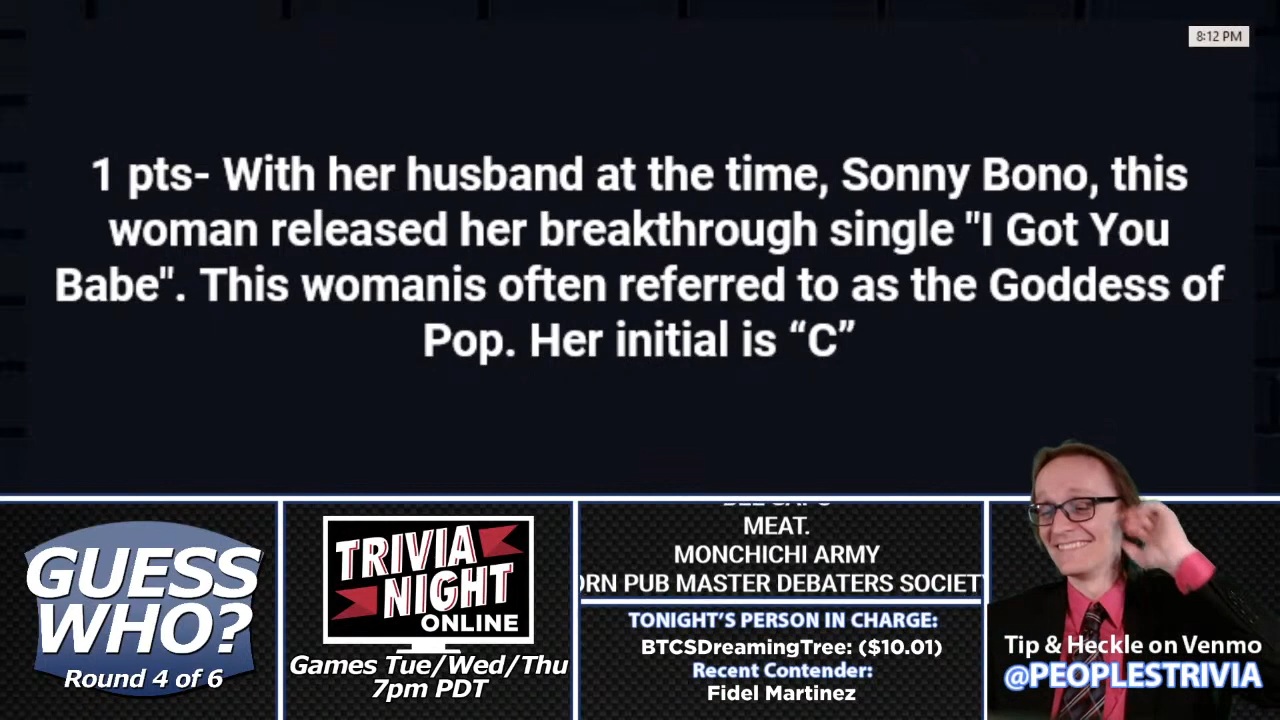 8:12 PM
1 pts- With her husband at the time, Sonny Bono, this
woman released her breakthrough single "I Got You
Babe". This womanis often referred to as the Goddess of
Pop. Her initial is “C”
GUESS
WHO?
Round 4 of 6
TRIVIA
NIGHT
ONLINE
Games Tue/Wed/Thu
7pm PDT
MEAT.
MONCHICHI ARMY
PUB MASTER DEBATERS
TONIGHT'S PERSON IN CHARGE:
BTCSDreamingTree: ($10.01)
Recent Contender:
Fidel Martinez
Tip & Heckle on Venmo
@PEOPLESTRIVIA